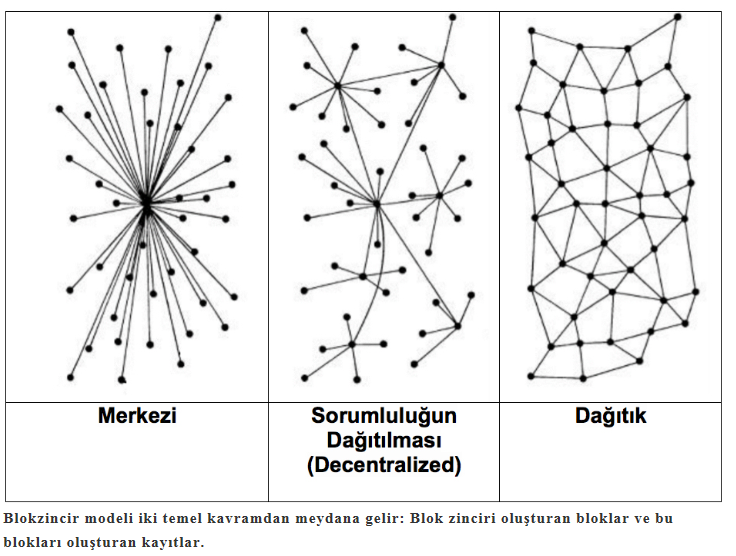 Merkezi
Sorumluluğun
Dağıtılması
(Decentralized)
Dağıtık
Blokzincir modeli iki temel kavramdan meydana gelir: Blok zinciri oluşturan bloklar ve bu
blokları oluşturan kayıtlar.